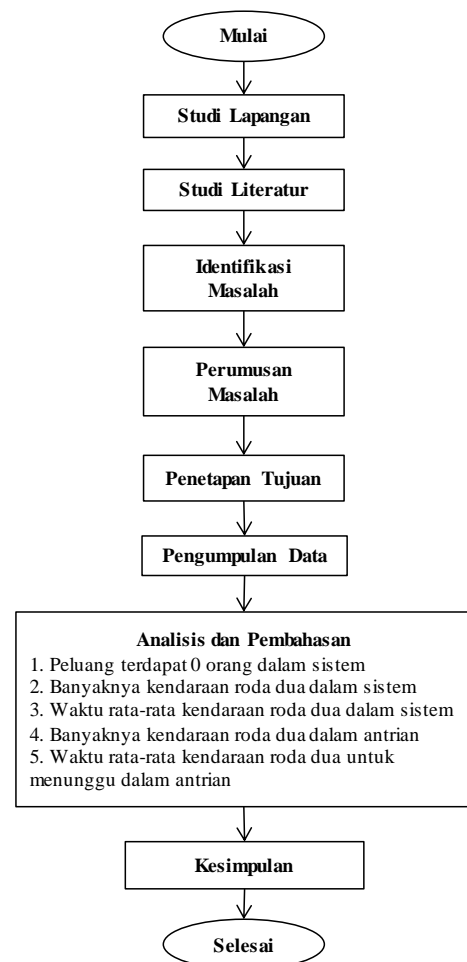 Mulai
Studi Lapangan
Studi Literatur
Identifikasi
Masalah
Perumusan
Masalah
Penetapan Tujuan
Pengumpulan Data
Analisis dan Pembahasan
1. Peluang terdapat 0 orang dalam sistem
2. Banyaknya kendaraan roda dua dalam sistem
3. Waktu rata-rata kendaraan roda dua dalam sistem
4. Banyaknya kendaraan roda dua dalam antrian
5. Waktu rata-rata kendaraan roda dua untuk
menunggu dalam antrian
Kesimpulan
Selesai